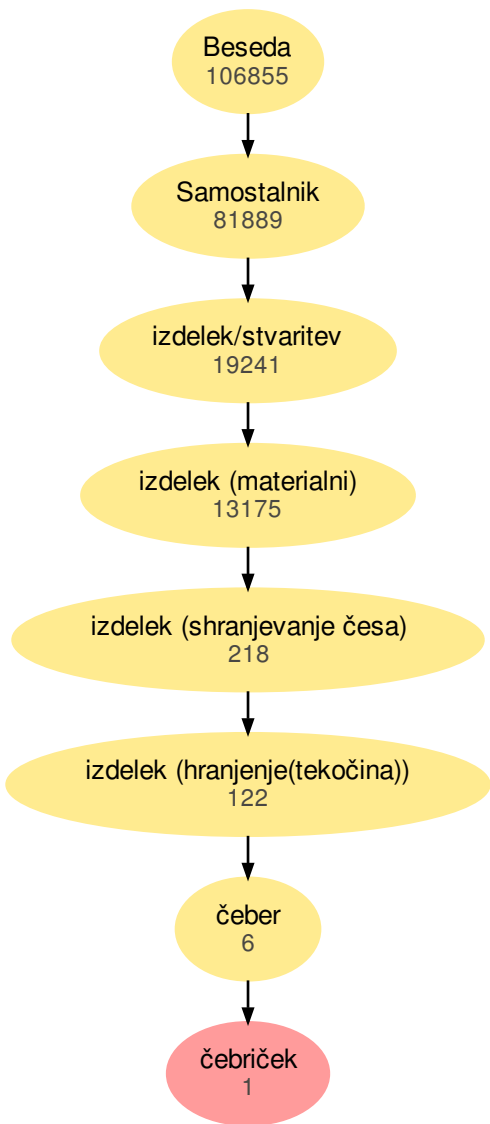 Beseda
106855
Samostalnik
81889
izdelek/stvaritev
19241
izdelek (materialni)
13175
izdelek (shranjevanje česa)
218
izdelek (hranjenje(tekočina))
122
čeber
6
čebriček
1